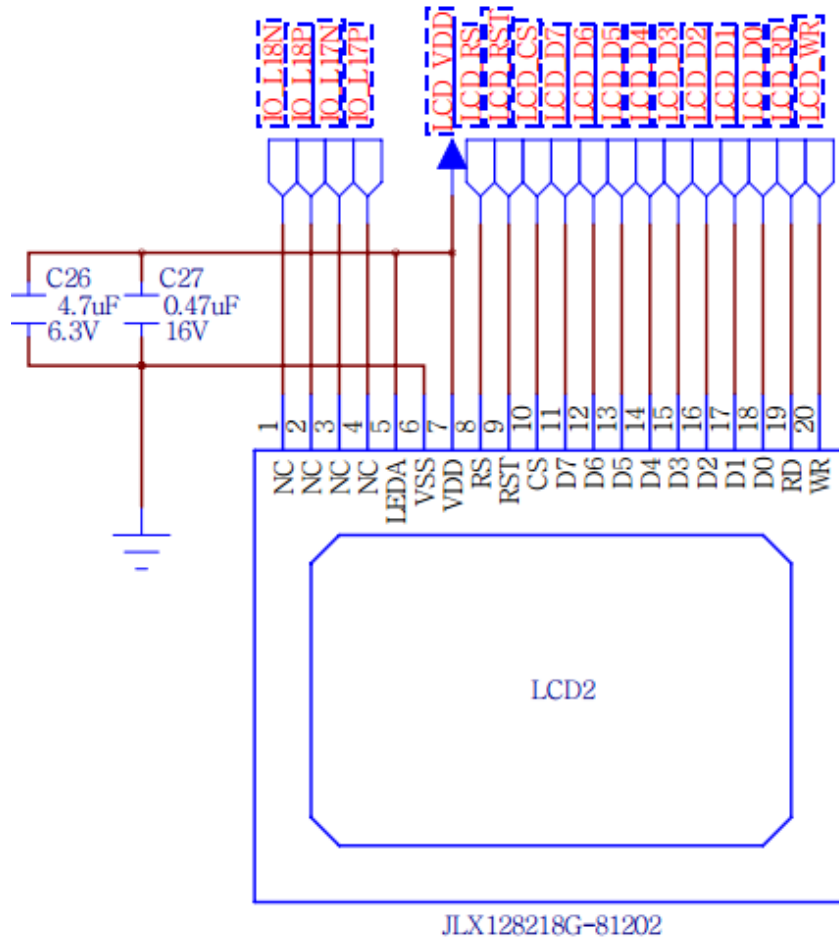 IO_L18N
IO_L18P
IO_L17N
IO_L17P
LCD_VDD
LCD_RS
LCD_RST
LCD_CS
LCD_D7
LCD_D6
LCD_D5
LCD_D4
LCD_D3
LCD_D2
LCD_D1
LCD_D0
LCD_RD
LCD_WR
C26
4.7uF
6.3V
C27
0.47uF
16V
1
2
3
4
5
6
7
8
9
10
11
12
13
14
15
16
17
18
19
20
NC
NC
NC
NC
LEDA
VSS
VDD
RS
RST
CS
D7
D6
D5
D4
D3
D2
D1
D0
RD
WR
LCD2
JLX128218G-81202